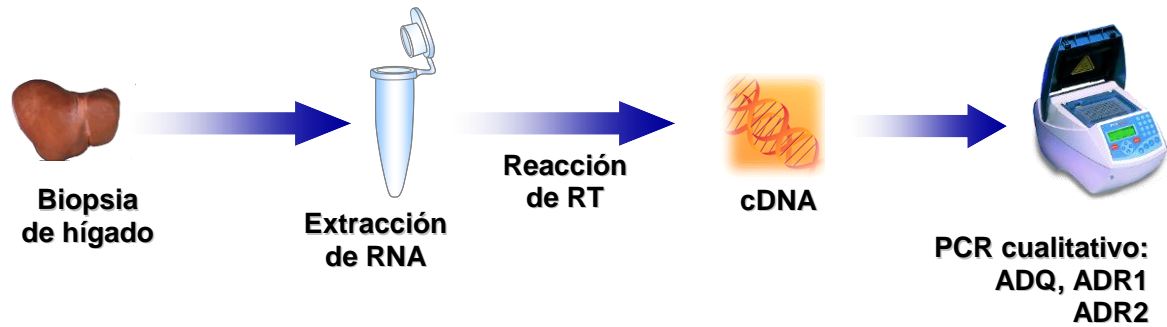 Biopsia
de hígado
Extracción
de RNA
Reacción
de RT
cDNA
PCR cualitativo:
ADQ, ADR1
ADR2